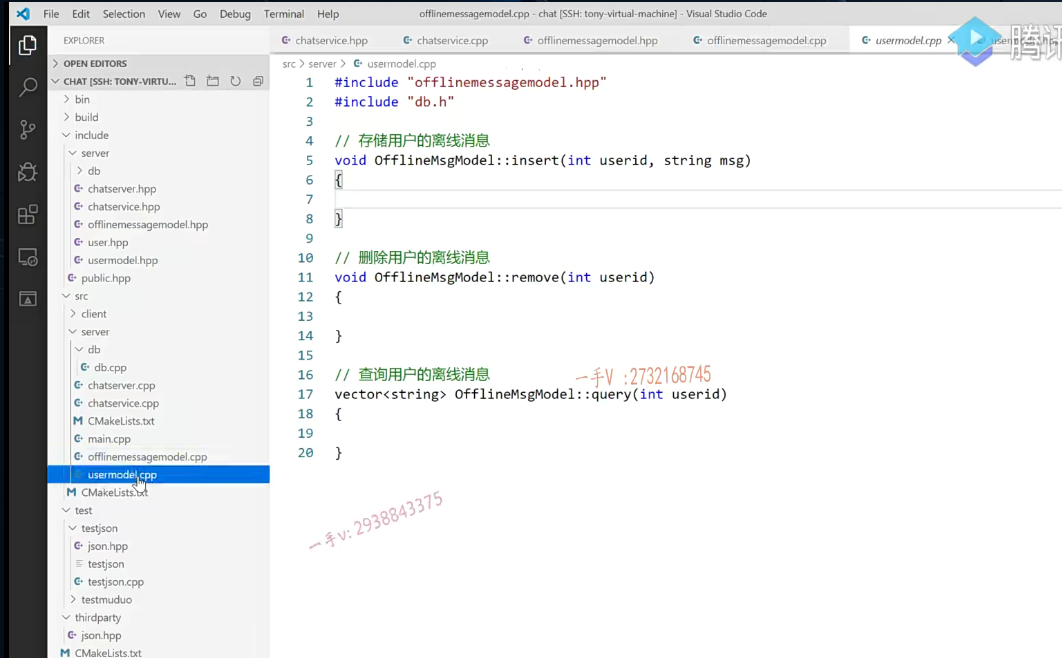 File Edit Selection View Go Debug Terminal Help offlinemessagemodel.cpp - chat [SSH: tony-virtual-machine] - Visual Studio Code
EXPLORER
OPEN EDITORS
CHAT [SSH: TONY-VIRTU...
bin
build
include
server
db
chatserver.hpp
chatservice.hpp
offlinemessagemodel.hpp
user.hpp
usermodel.hpp
public.hpp
src
client
server
db
db.cpp
chatserver.cpp
chatservice.cpp
CMakeLists.txt
main.cpp
offlinemessagemodel.cpp
usermodel.cpp
CMakeLists.txt
test
testjson
json.hpp
testjson
testjson.cpp
testmuduo
thirdparty
json.hpp
CMakeLists.txt
chatservice.hpp chatservice.cpp offlinemessagemodel.hpp offlinemessagemodel.cpp usermodel.cpp
腾讯
src > server > usermodel.cpp
1 #include "offlinemessagemodel.hpp"
2 #include "db.h"
3
4 // 存储用户的离线消息
5 void OfflineMsgModel::insert(int userid, string msg)
6 {
7
8 }
9
10 // 删除用户的离线消息
11 void OfflineMsgModel::remove(int userid)
12 {
13
14 }
15
16 // 查询用户的离线消息
一手V :2732168745
17 vector<string> OfflineMsgModel::query(int userid)
18 {
19
20 }
一手v: 2938843375